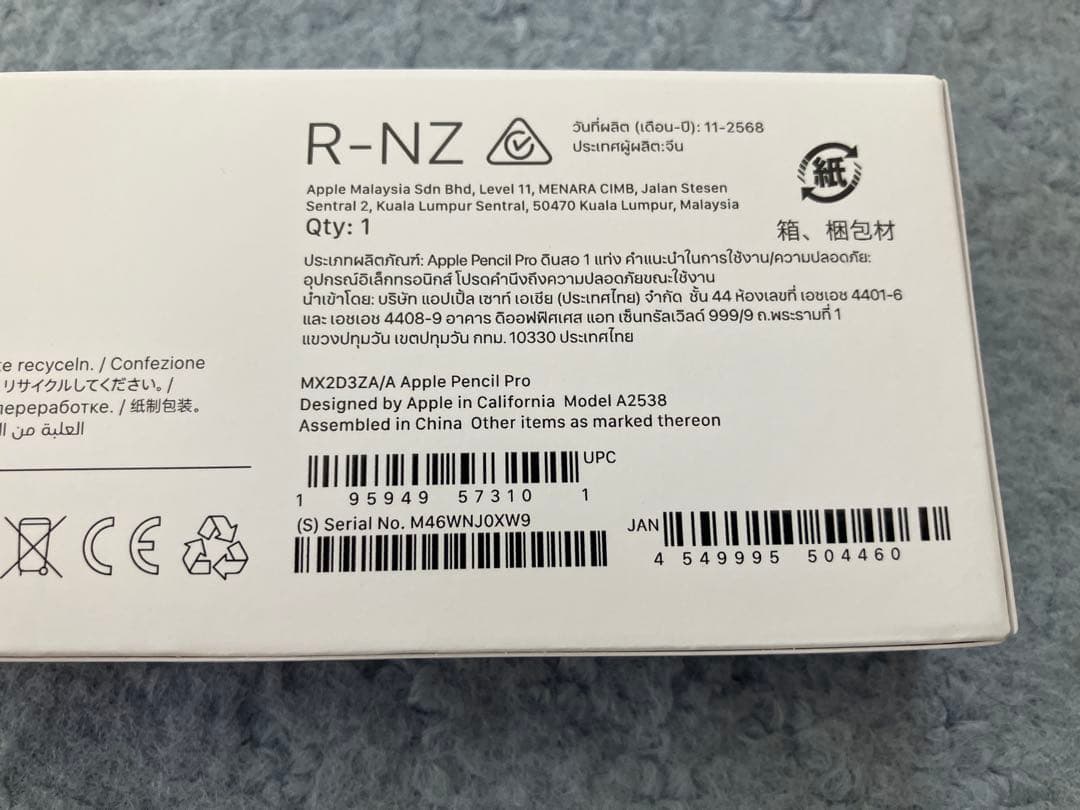 R-NZ
วันที่ผลิต (เดือน-ปี): 11-2568
ประเทศผู้ผลิต:จีน
紙
箱、梱包材
Apple Malaysia Sdn Bhd, Level 11, MENARA CIMB, Jalan Stesen
Sentral 2, Kuala Lumpur Sentral, 50470 Kuala Lumpur, Malaysia
Qty: 1
ประเภทผลิตภัณฑ์: Apple Pencil Pro ดินสอ 1 แท่ง คำแนะนำในการใช้งาน/ความปลอดภัย:
อุปกรณ์อิเล็กทรอนิกส์ โปรดคำนึงถึงความปลอดภัยขณะใช้งาน
นำเข้าโดย: บริษัท แอปเปิ้ล เซาท์ เอเชีย (ประเทศไทย) จำกัด ชั้น 44 ห้องเลขที่ เอชเอช 4401-6
และ เอชเอช 4408-9 อาคาร ดิออฟฟิศเศส แอท เซ็นทรัลเวิลด์ 999/9 ถ.พระรามที่ 1
แขวงปทุมวัน เขตปทุมวัน กทม. 10330 ประเทศไทย
MX2D3ZA/A Apple Pencil Pro
Designed by Apple in California Model A2538
Assembled in China Other items as marked thereon
UPC
1 95949 57310 1
(S) Serial No. M46WNJ0XW9
JAN
4 549995 504460
recyceln. / Confezione
リサイクルしてください。/
/ 纸制包装。
العلبة من
CE